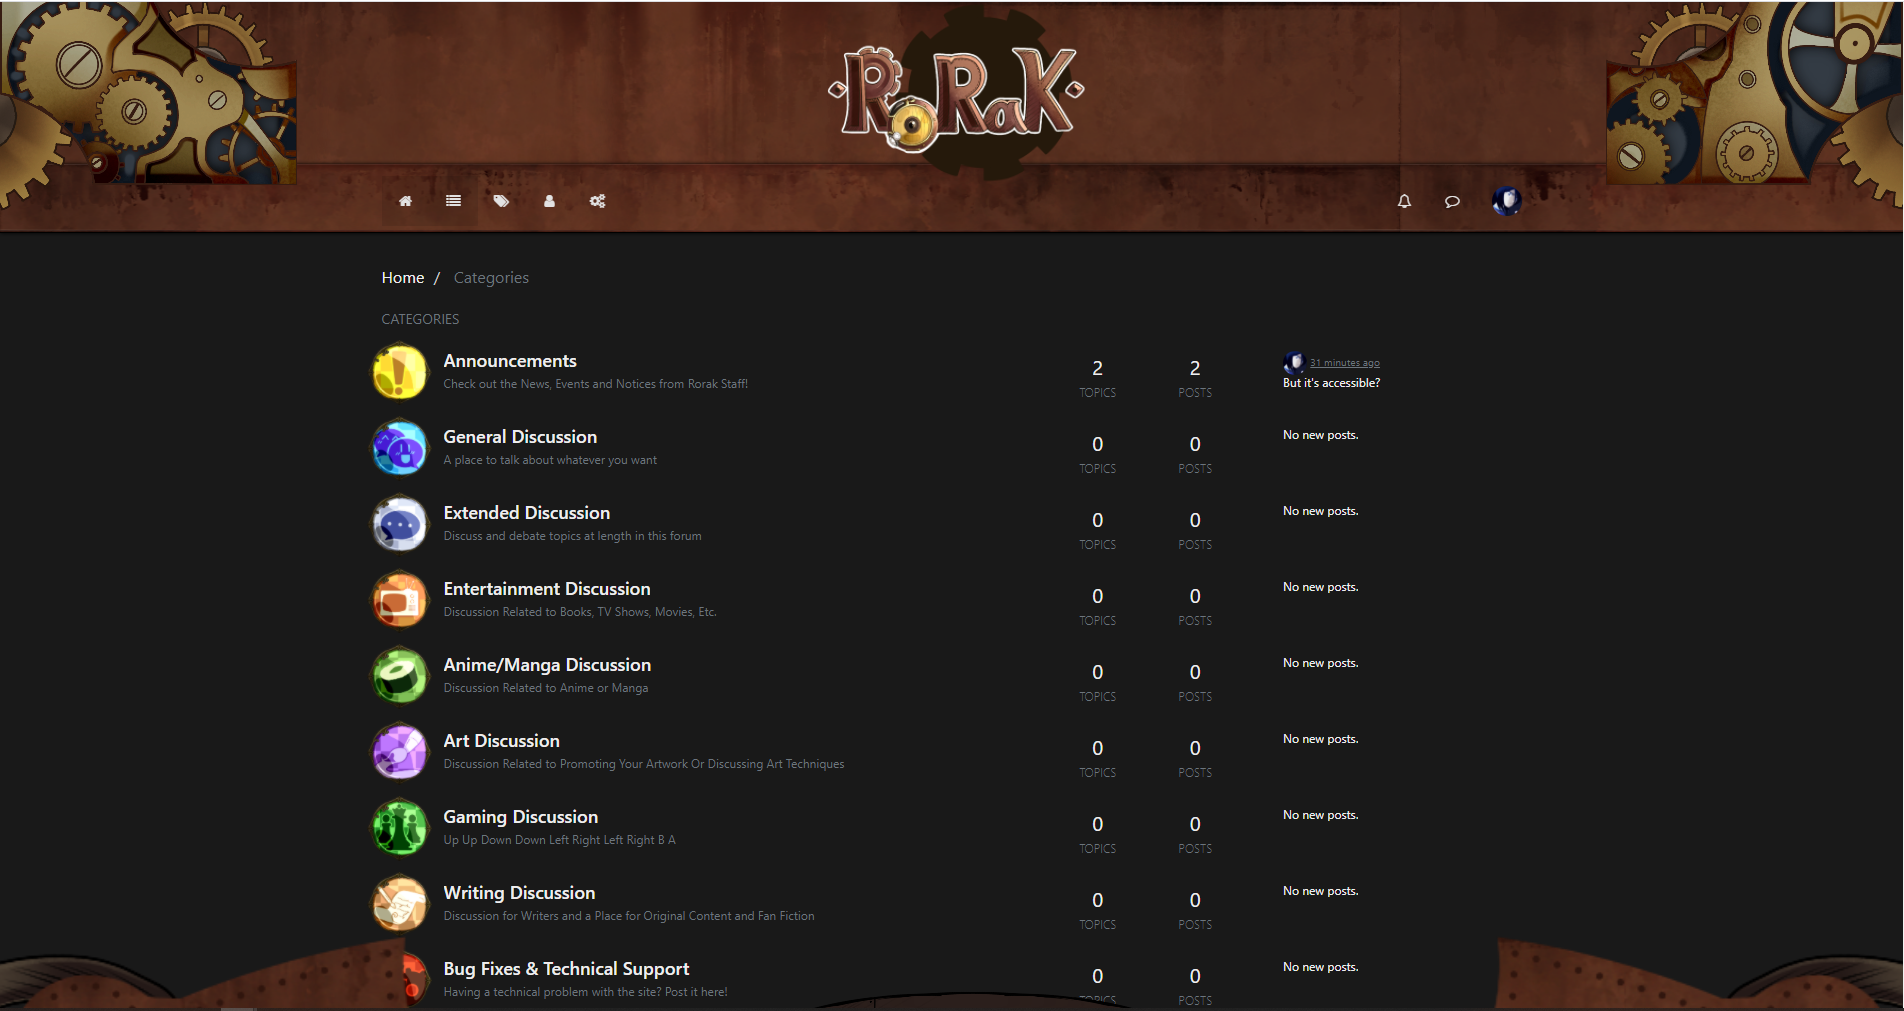 RoRaK
Home / Categories
CATEGORIES
Announcements
Check out the News, Events and Notices from Rorak Staff!
2
TOPICS
2
POSTS
31 minutes ago
But it's accessible?
General Discussion
A place to talk about whatever you want
0
TOPICS
0
POSTS
No new posts.
Extended Discussion
Discuss and debate topics at length in this forum
0
TOPICS
0
POSTS
No new posts.
Entertainment Discussion
Discussion Related to Books, TV Shows, Movies, Etc.
0
TOPICS
0
POSTS
No new posts.
Anime/Manga Discussion
Discussion Related to Anime or Manga
0
TOPICS
0
POSTS
No new posts.
Art Discussion
Discussion Related to Promoting Your Artwork Or Discussing Art Techniques
0
TOPICS
0
POSTS
No new posts.
Gaming Discussion
Up Up Down Down Left Right Left Right B A
0
TOPICS
0
POSTS
No new posts.
Writing Discussion
Discussion for Writers and a Place for Original Content and Fan Fiction
0
TOPICS
0
POSTS
No new posts.
Bug Fixes & Technical Support
Having a technical problem with the site? Post it here!
0
TOPICS
0
POSTS
No new posts.